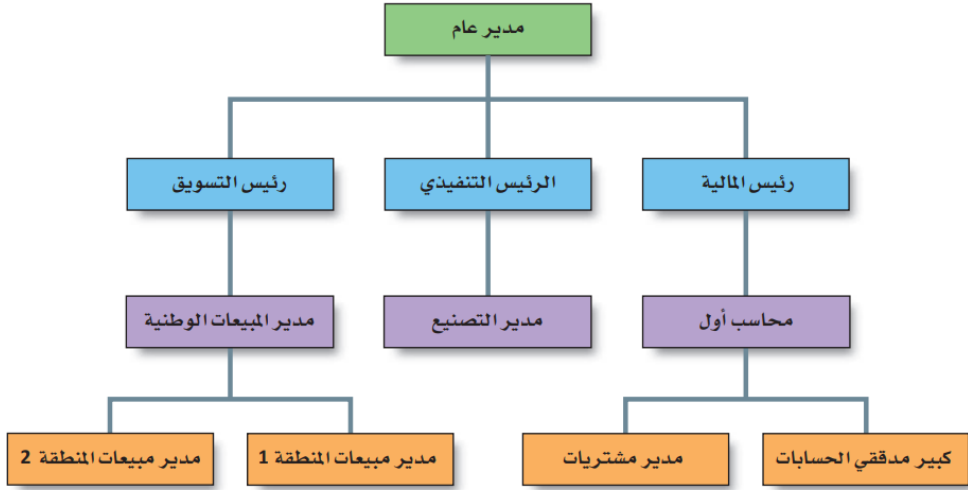 مدير عام
رئيس المالية
الرئيس التنفيذي
رئيس التسويق
محاسب أول
مدير التصنيع
مدير المبيعات الوطنية
كبير مدققي الحسابات
مدير مشتريات
مدير مبيعات المنطقة 1
مدير مبيعات المنطقة 2